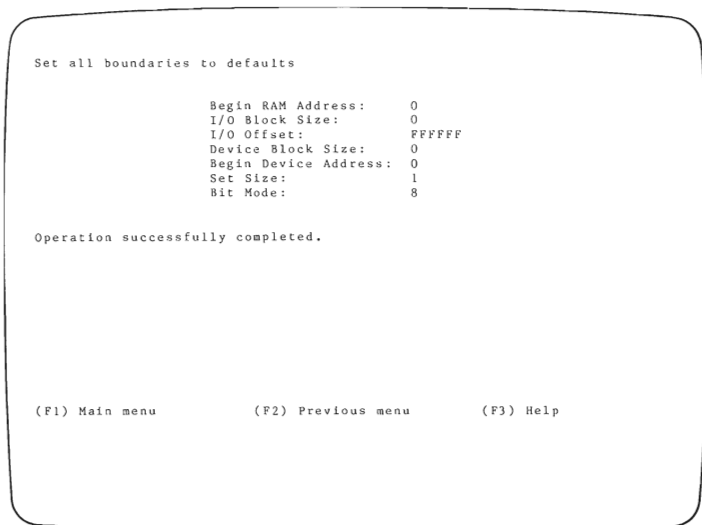 Set all boundaries to defaults
Begin RAM Address: 0
I/O Block Size: 0
I/O Offset: FFFFFF
Device Block Size: 0
Begin Device Address: 0
Set Size: 1
Bit Mode: 8
Operation successfully completed.
(F1) Main menu (F2) Previous menu (F3) Help